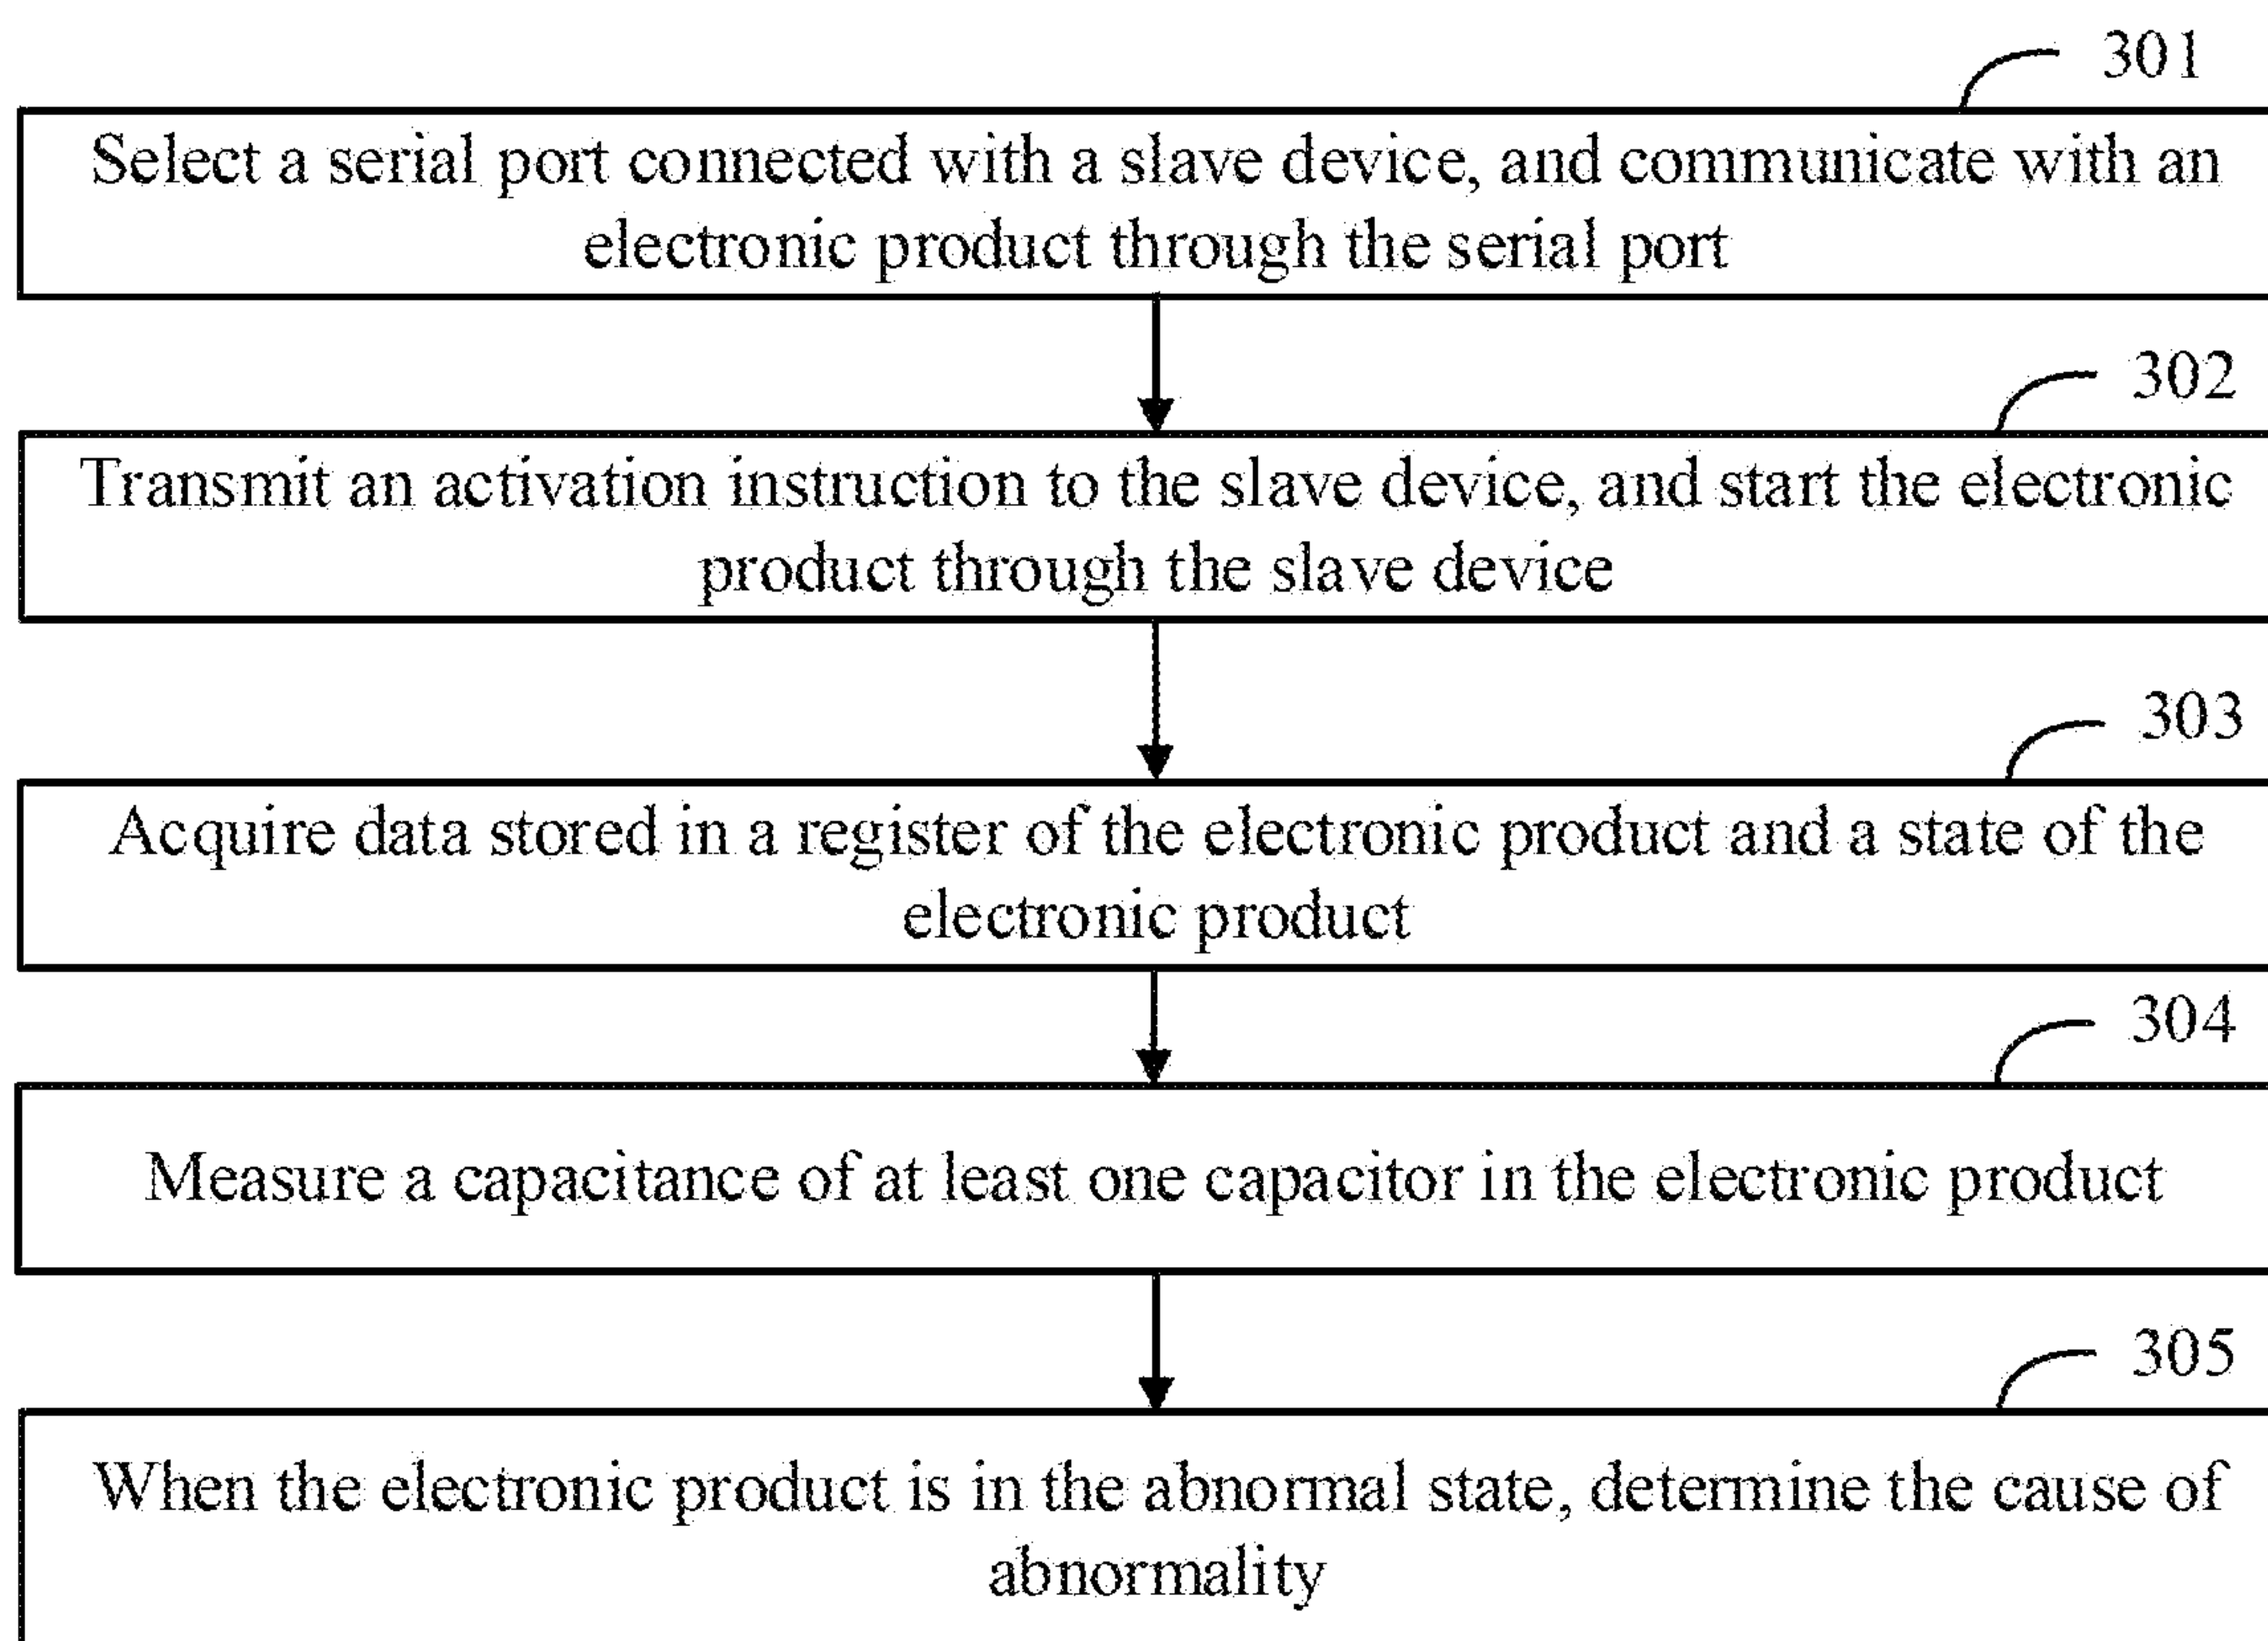 301
Select a serial port connected with a slave device, and communicate with an
electronic product through the serial port
302
Transmit an activation instruction to the slave device, and start the electronic
product through the slave device
303
Acquire data stored in a register of the electronic product and a state of the
electronic product
304
Measure a capacitance of at least one capacitor in the electronic product
305
When the electronic product is in the abnormal state, determine the cause of
abnormality